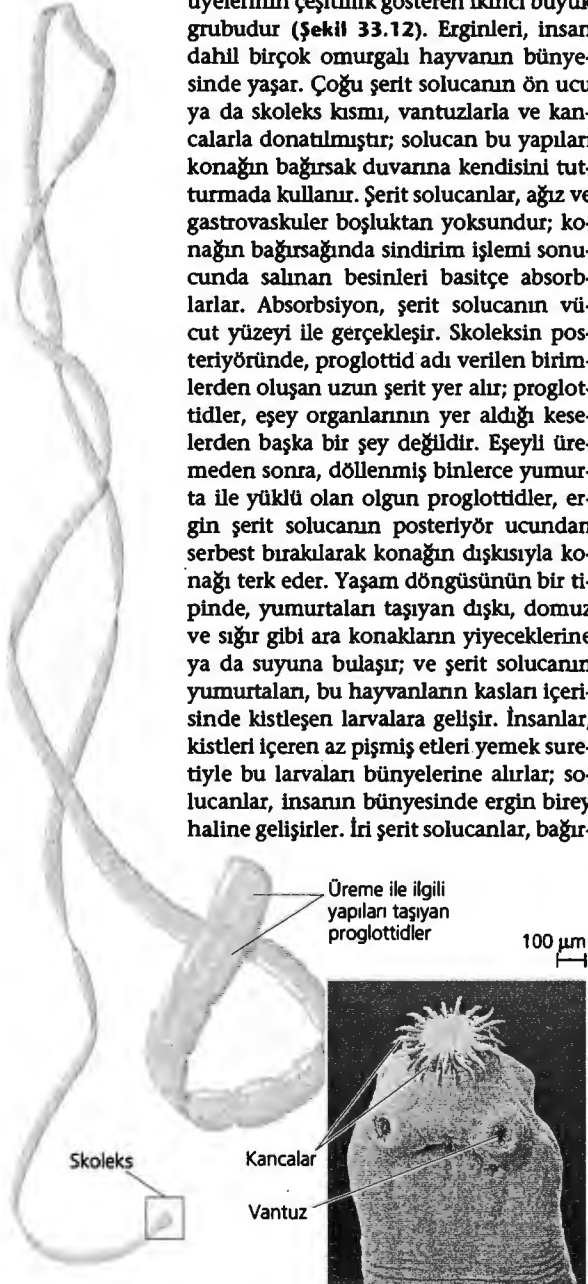 üyelerinin çeşitlilik gösteren ikinci büyük
grubudur (Şekil 33.12). Erginleri, insan
dahil birçok omurgalı hayvanın bünye-
sinde yaşar. Çoğu şerit solucanın ön ucu
ya da skoleks kısmı, vantuzlarla ve kan-
calarla donatılmıştır; solucan bu yapıları
konağın bağırsak duvarına kendisini tut-
turmada kullanır. Şerit solucanlar, ağız ve
gastrovaskuler boşluktan yoksundur; ko-
nağın bağırsağında sindirim işlemi sonu-
cunda salınan besinleri basitçe absorb-
larlar. Absorbsiyon, şerit solucanın vü-
cut yüzeyi ile gerçekleşir. Skoleksin pos-
teriyöründe, proglottid adı verilen birim-
lerden oluşan uzun şerit yer alır; proglot-
tidler, eşey organlarının yer aldığı kese-
lerden başka bir şey değildir. Eşeyli üre-
meden sonra, döllenmiş binlerce yumur-
ta ile yüklü olan olgun proglottidler, er-
gin şerit solucanın posteriyör ucundan
serbest bırakılarak konağın dışkısıyla ko-
nağı terk eder. Yaşam döngüsünün bir ti-
pinde, yumurtaları taşıyan dışkı, domuz
ve sığır gibi ara konakların yiyeceklerine
ya da suyuna bulaşır; ve şerit solucanın
yumurtaları, bu hayvanların kasları içeri-
sinde kistleşen larvalara gelişir. İnsanlar,
kistleri içeren az pişmiş etleri yemek sure-
tiyle bu larvaları bünyelerine alırlar; so-
lucanlar, insanın bünyesinde ergin birey
haline gelişirler. İri şerit solucanlar, bağır-
Üreme ile ilgili
yapıları taşıyan
proglottidler
100 µm
Skoleks
Kancalar
Vantuz